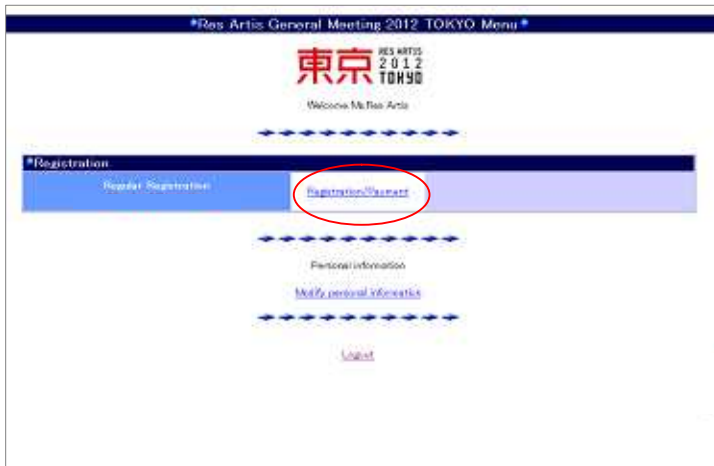 *Res Artis General Meeting 2012 TOKYO Menu*
東京 RES ARTIS 2012 TOKYO
Welcome Ms Res Artis
*Registration
Regular Registration
Registration/Payment
Personal information
Modify personal information
Logout